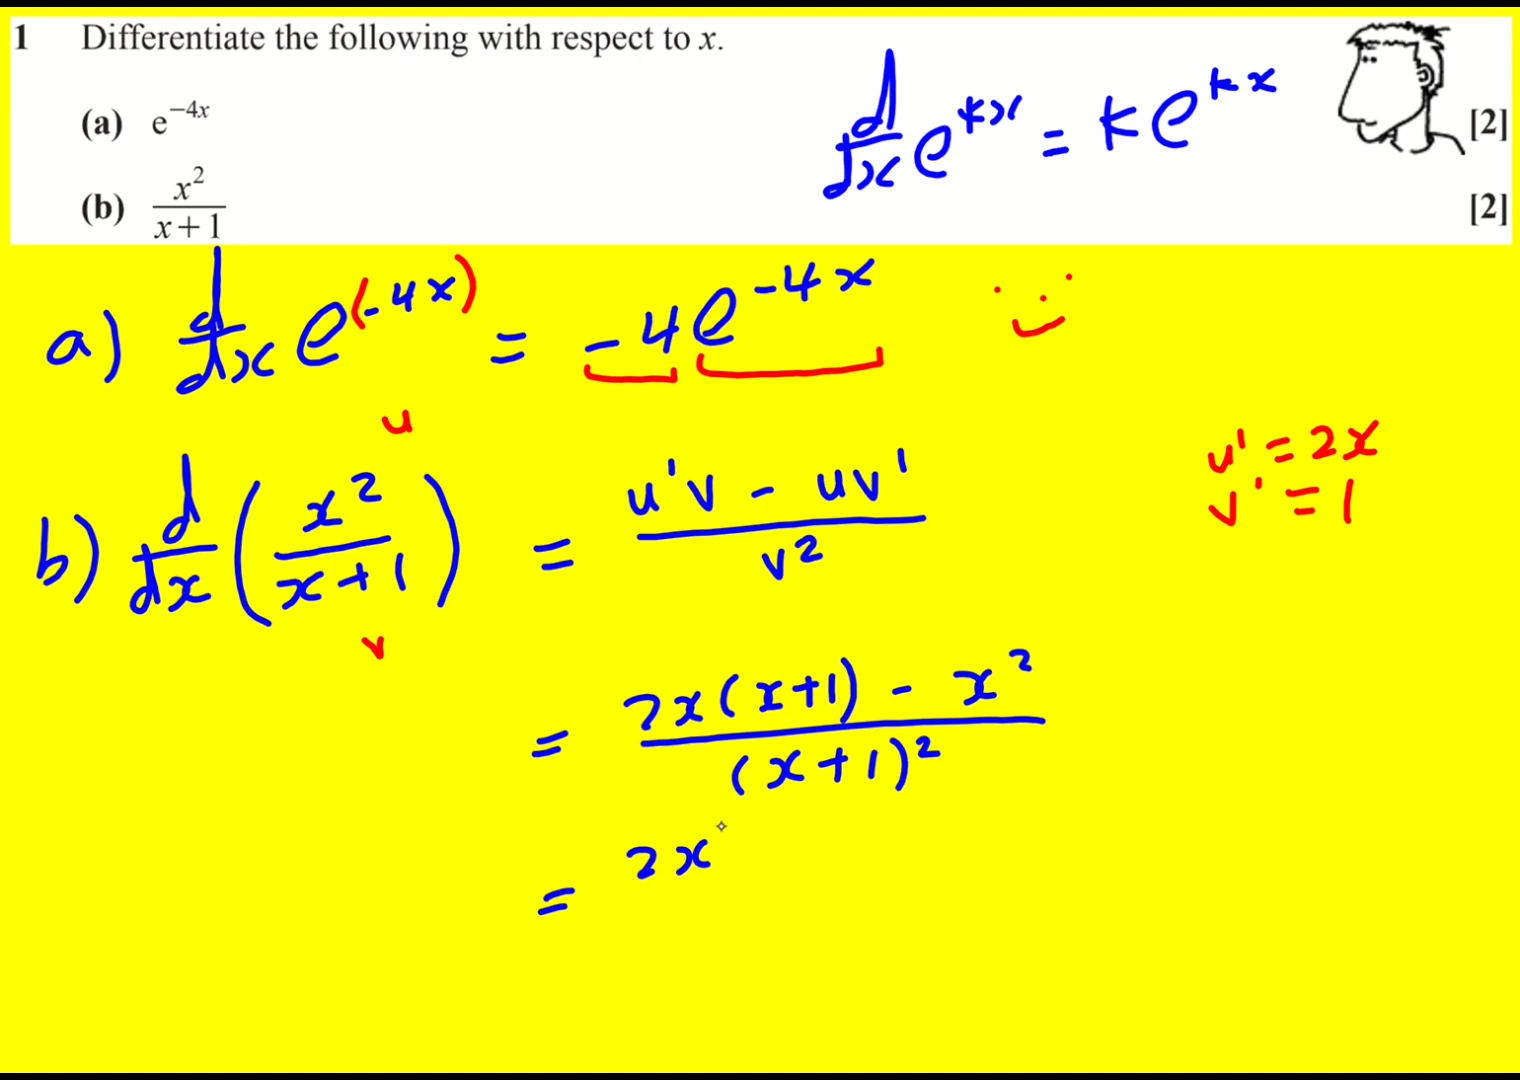 1 Differentiate the following with respect to x.
(a) e^{-4x} [2]
(b) x^2/(x+1) [2]
d/dx e^{kx} = ke^{kx}
a) d/dx e^{(-4x)} = -4e^{-4x}
u
b) d/dx (x^2/(x+1)) = (u'v - uv')/v^2
v
u' = 2x
v' = 1
= (2x(x+1) - x^2)/(x+1)^2
= 2x